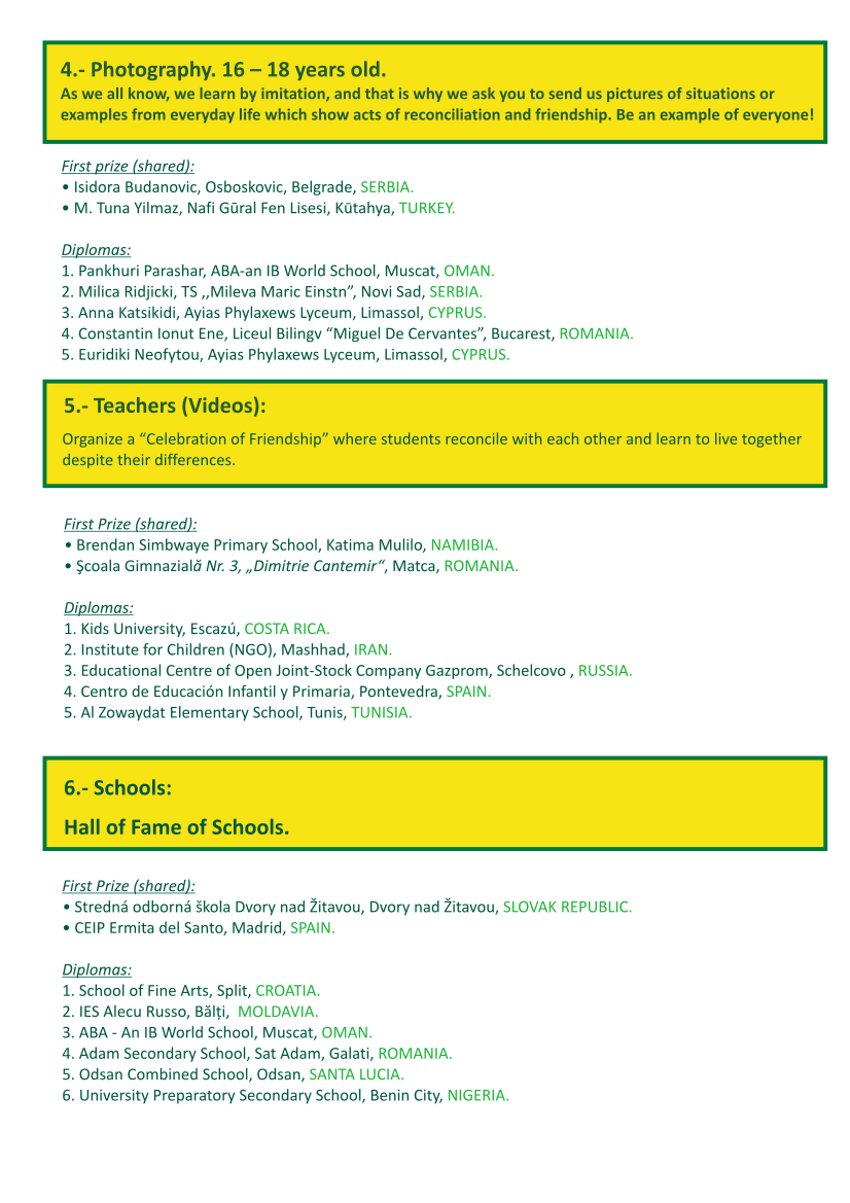 4.- Photography. 16 – 18 years old.
As we all know, we learn by imitation, and that is why we ask you to send us pictures of situations or
examples from everyday life which show acts of reconciliation and friendship. Be an example of everyone!
First prize (shared):
• Isidora Budanovic, Osboskovic, Belgrade, SERBIA.
• M. Tuna Yilmaz, Nafi Gūral Fen Lisesi, Kūtahya, TURKEY.
Diplomas:
1. Pankhuri Parashar, ABA-an IB World School, Muscat, OMAN.
2. Milica Ridjicki, TS ,,Mileva Maric Einstn”, Novi Sad, SERBIA.
3. Anna Katsikidi, Ayias Phylaxews Lyceum, Limassol, CYPRUS.
4. Constantin Ionut Ene, Liceul Bilingv “Miguel De Cervantes”, Bucarest, ROMANIA.
5. Euridiki Neofytou, Ayias Phylaxews Lyceum, Limassol, CYPRUS.
5.- Teachers (Videos):
Organize a “Celebration of Friendship” where students reconcile with each other and learn to live together
despite their differences.
First Prize (shared):
• Brendan Simbwaye Primary School, Katima Mulilo, NAMIBIA.
• Şcoala Gimnazială Nr. 3, „Dimitrie Cantemir“, Matca, ROMANIA.
Diplomas:
1. Kids University, Escazú, COSTA RICA.
2. Institute for Children (NGO), Mashhad, IRAN.
3. Educational Centre of Open Joint-Stock Company Gazprom, Schelcovo , RUSSIA.
4. Centro de Educación Infantil y Primaria, Pontevedra, SPAIN.
5. Al Zowaydat Elementary School, Tunis, TUNISIA.
6.- Schools:
Hall of Fame of Schools.
First Prize (shared):
• Stredná odborná škola Dvory nad Žitavou, Dvory nad Žitavou, SLOVAK REPUBLIC.
• CEIP Ermita del Santo, Madrid, SPAIN.
Diplomas:
1. School of Fine Arts, Split, CROATIA.
2. IES Alecu Russo, Bălți,  MOLDAVIA.
3. ABA - An IB World School, Muscat, OMAN.
4. Adam Secondary School, Sat Adam, Galati, ROMANIA.
5. Odsan Combined School, Odsan, SANTA LUCIA.
6. University Preparatory Secondary School, Benin City, NIGERIA.